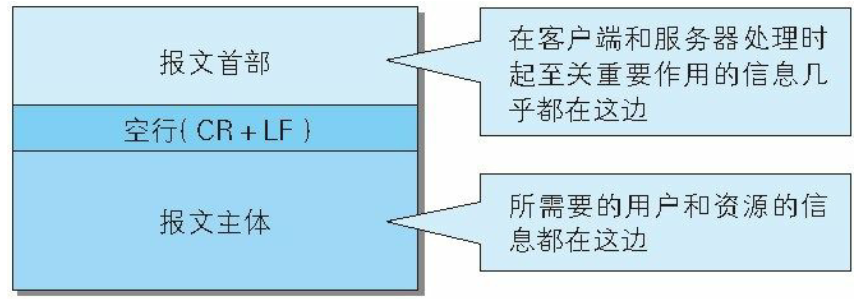 报文首部
在客户端和服务器处理时
起至关重要作用的信息几
乎都在这边
空行( CR + LF )
报文主体
所需要的用户和资源的信
息都在这边